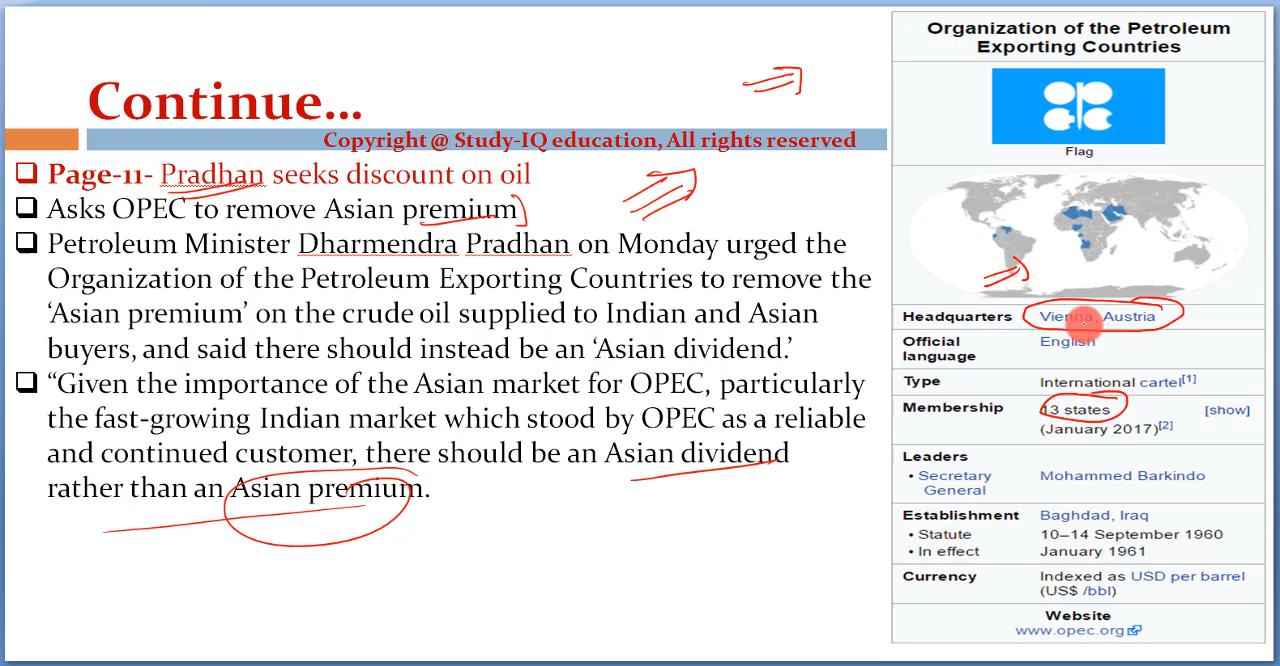 Continue...
Copyright @ Study-IQ education, All rights reserved
Page-11- Pradhan seeks discount on oil
Asks OPEC to remove Asian premium
Petroleum Minister Dharmendra Pradhan on Monday urged the
Organization of the Petroleum Exporting Countries to remove the
‘Asian premium’ on the crude oil supplied to Indian and Asian
buyers, and said there should instead be an ‘Asian dividend.’
“Given the importance of the Asian market for OPEC, particularly
the fast-growing Indian market which stood by OPEC as a reliable
and continued customer, there should be an Asian dividend
rather than an Asian premium.
Organization of the Petroleum
Exporting Countries
OPEC
Flag
Headquarters Vienna, Austria
Official English
language
Type International cartel[1]
Membership 13 states [show]
(January 2017)[2]
Leaders
• Secretary Mohammed Barkindo
General
Establishment Baghdad, Iraq
• Statute 10–14 September 1960
• In effect January 1961
Currency Indexed as USD per barrel
(US$ /bbl)
Website
www.opec.org